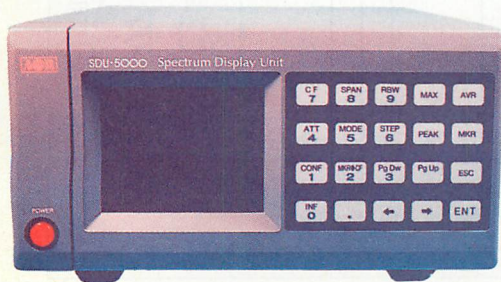 SDU-5000 Spectrum Display Unit
CF 7 SPAN 8 RBW 9 MAX AVR
ATT 4 MODE 5 STEP 6 PEAK MKR
CONF 1 MKR▶CF 2 Pg Dw 3 Pg Up ESC
INF 0 . ← → ENT
POWER